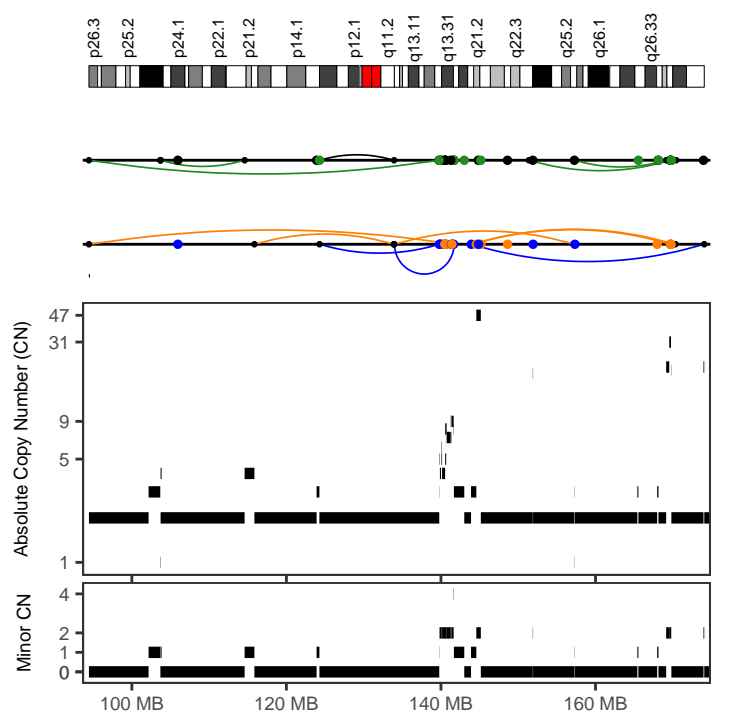 p26.3 p25.2 p24.1 p22.1 p21.2 p14.1 p12.1 q11.2 q13.11 q13.31 q21.2 q22.3 q25.2 q26.1 q26.33
Absolute Copy Number (CN)
47
31
9
5
1
Minor CN
4
2
1
0
100 MB 120 MB 140 MB 160 MB